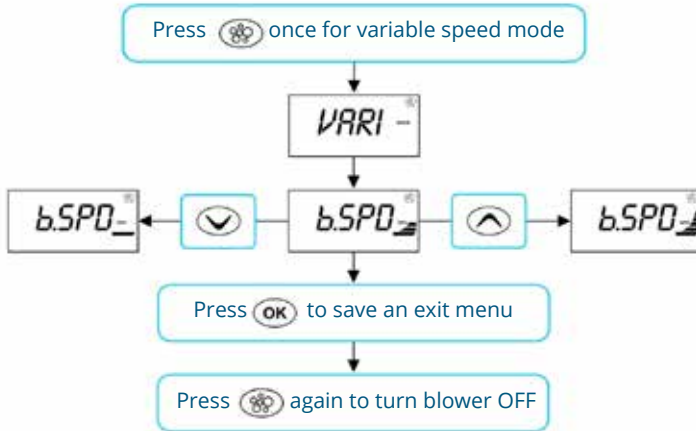 Press once for variable speed mode
VARI -
b.SPD
b.SPD
b.SPD
Press OK to save an exit menu
Press again to turn blower OFF